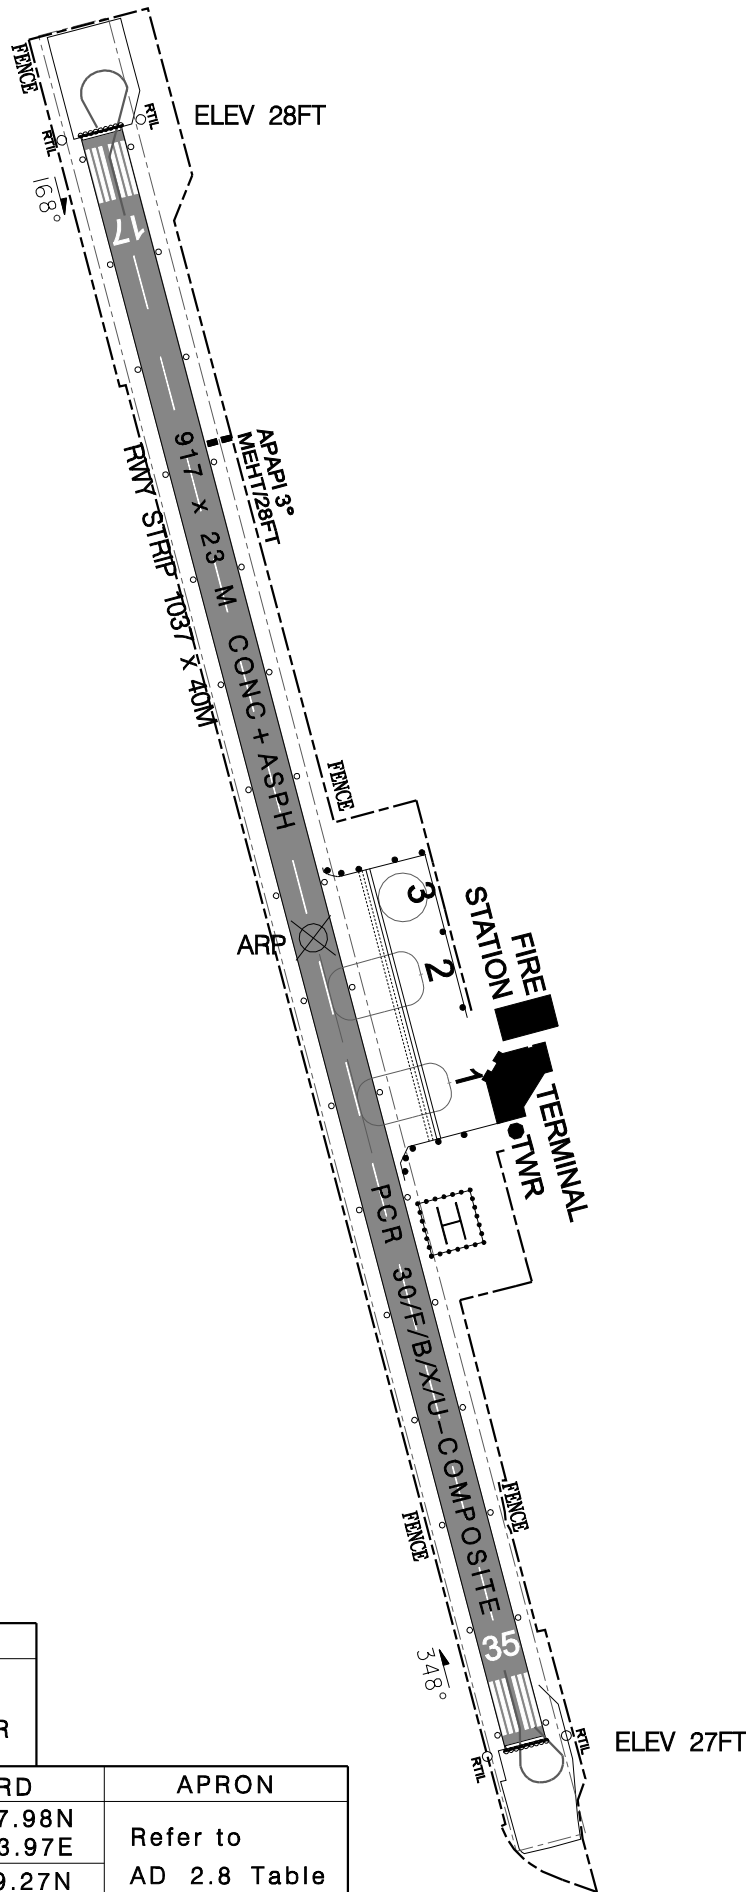 FENCE
RTIL
ELEV 28FT
RTIL
168°
17
APAPI 3°
MEHT/28FT
917 x 23 M CONC + ASPH
RWY STRIP 1037 X 40M
FENCE
3
ARP
2
FIRE
STATION
1
TERMINAL
TWR
H
PCR 30/F/B/X/U-COMPOSITE
FENCE
FENCE
35
348°
ELEV 27FT
RTIL
RTIL
R
RD
APRON
7.98N
3.97E
Refer to
AD 2.8 Table
9.27N